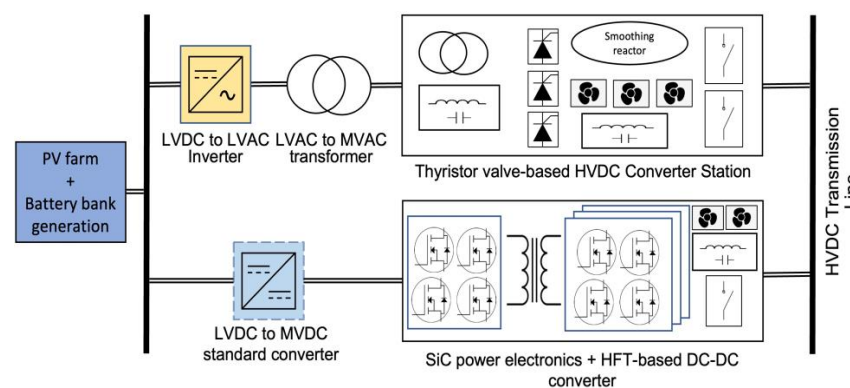 Smoothing
reactor
LVDC to LVAC
Inverter
LVAC to MVAC
transformer
Thyristor valve-based HVDC Converter Station
PV farm
+
Battery bank
generation
HVDC Transmission
Line
LVDC to MVDC
standard converter
SiC power electronics + HFT-based DC-DC
converter